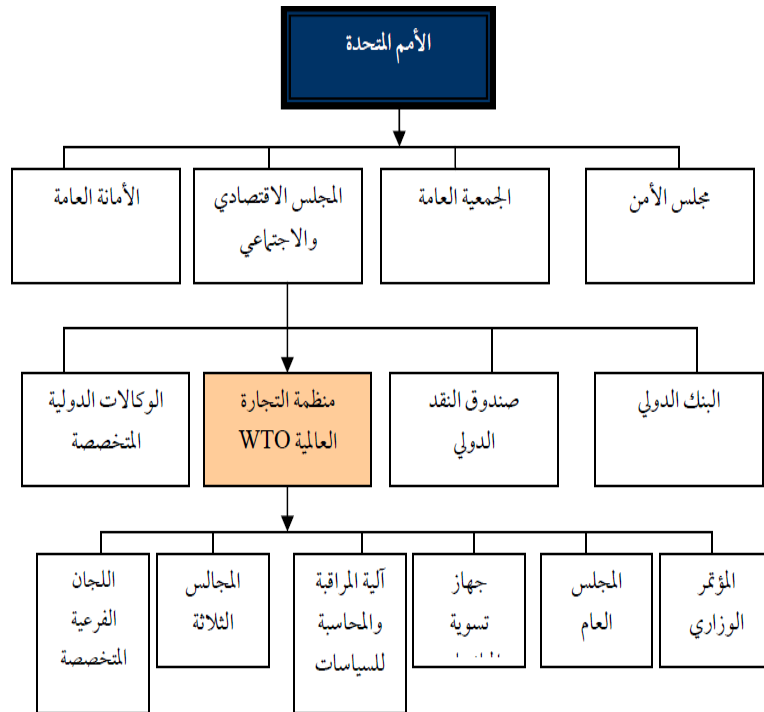 الأمم المتحدة
مجلس الأمن
الجمعية العامة
المجلس الاقتصادي
والاجتماعي
الأمانة العامة
البنك الدولي
صندوق النقد
الدولي
منظمة التجارة
العالمية WTO
الوكالات الدولية
المتخصصة
المؤتمر
الوزاري
المجلس
العام
جهاز
تسوية
آلية المراقبة
والمحاسبة
للسياسات
المجالس
الثلاثة
اللجان
الفرعية
المتخصصة